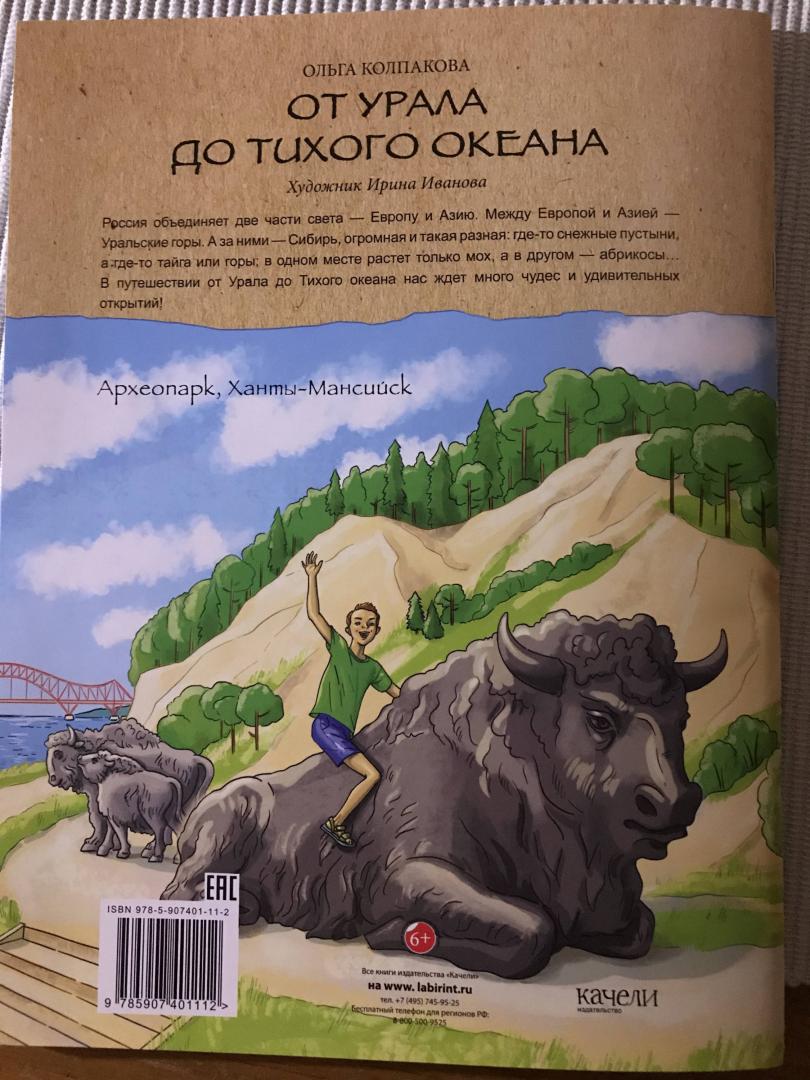 ОЛЬГА КОЛПАКОВА
ОТ УРАЛА
ДО ТИХОГО ОКЕАНА
Художник Ирина Иванова
Россия объединяет две части света — Европу и Азию. Между Европой и Азией —
Уральские горы. А за ними — Сибирь, огромная и такая разная: где-то снежные пустыни,
а где-то тайга или горы; в одном месте растет только мох, а в другом — абрикосы...
В путешествии от Урала до Тихого океана нас ждет много чудес и удивительных
открытий!
Археопарк, Ханты-Мансийск
EAC
ISBN 978-5-907401-11-2
9 785907 401112 >
6+
Все книги издательства «Качели»
на www. labirint.ru
тел. +7 (495) 745-95-25
Бесплатный телефон для регионов РФ:
8-800-500-9525
качели
издательство